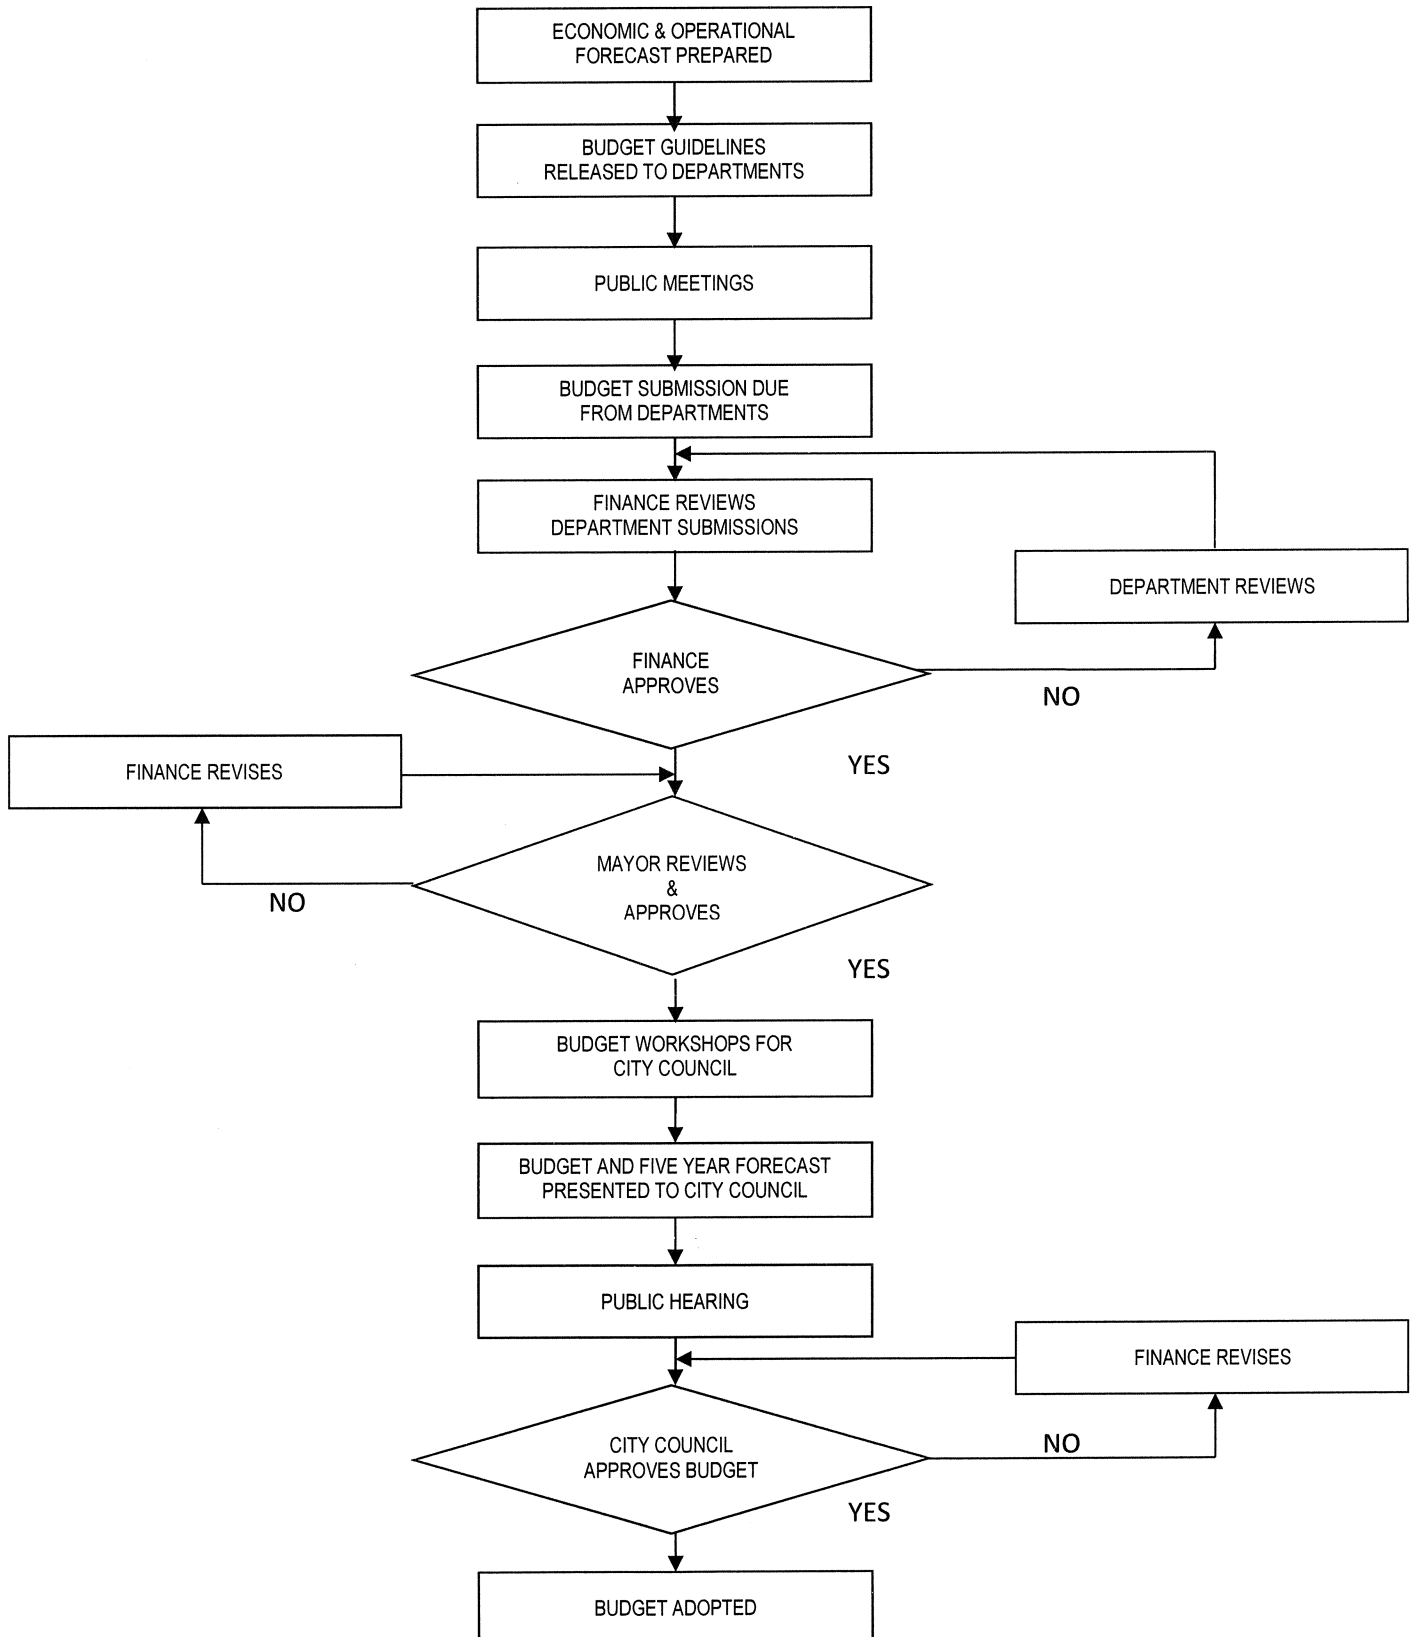 ECONOMIC & OPERATIONAL
FORECAST PREPARED
BUDGET GUIDELINES
RELEASED TO DEPARTMENTS
PUBLIC MEETINGS
BUDGET SUBMISSION DUE
FROM DEPARTMENTS
FINANCE REVIEWS
DEPARTMENT SUBMISSIONS
DEPARTMENT REVIEWS
FINANCE
APPROVES
NO
YES
FINANCE REVISES
MAYOR REVIEWS
&
APPROVES
NO
YES
BUDGET WORKSHOPS FOR
CITY COUNCIL
BUDGET AND FIVE YEAR FORECAST
PRESENTED TO CITY COUNCIL
PUBLIC HEARING
FINANCE REVISES
CITY COUNCIL
APPROVES BUDGET
NO
YES
BUDGET ADOPTED